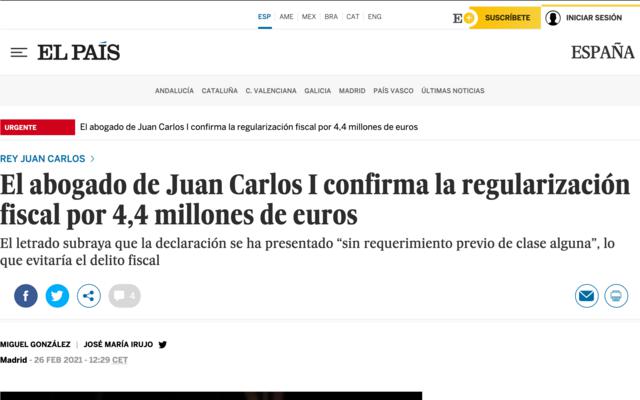 ESP AME MEX BRA CAT ENG
E+ SUSCRÍBETE INICIAR SESIÓN
EL PAÍS ESPAÑA
ANDALUCÍA CATALUÑA C. VALENCIANA GALICIA MADRID PAÍS VASCO ÚLTIMAS NOTICIAS
URGENTE El abogado de Juan Carlos I confirma la regularización fiscal por 4,4 millones de euros
REY JUAN CARLOS >
El abogado de Juan Carlos I confirma la regularización
fiscal por 4,4 millones de euros
El letrado subraya que la declaración se ha presentado “sin requerimiento previo de clase alguna”, lo
que evitaría el delito fiscal
4
MIGUEL GONZÁLEZ | JOSÉ MARÍA IRUJO
Madrid - 26 FEB 2021 - 12:29 CET